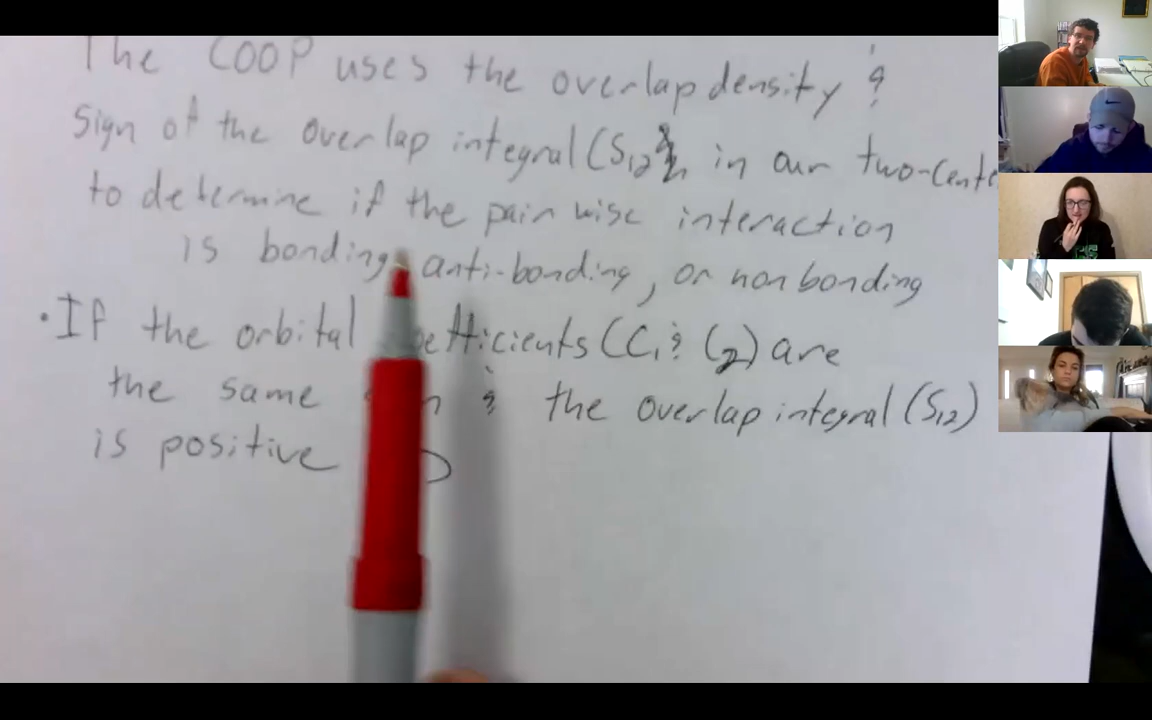 The COOP uses the overlap density &
sign of the overlap integral (S12), in our two-cente
to determine if the pairwise interaction
is bonding, anti-bonding, or nonbonding
• If the orbital efficients (C1 & C2) are
the same & the overlap integral (S12)
is positive